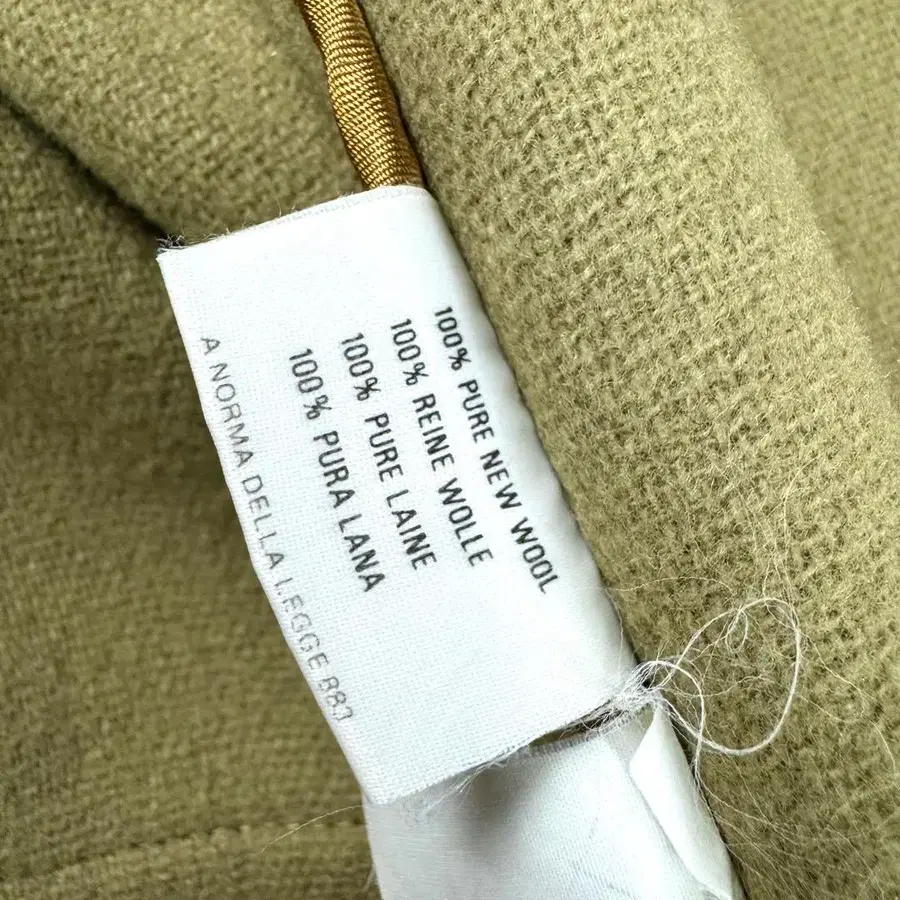 100% PURE NEW WOOL
100% REINE WOLLE
100% PURE LAINE
100% PURA LANA
A NORMA DELLA LEGGE 883